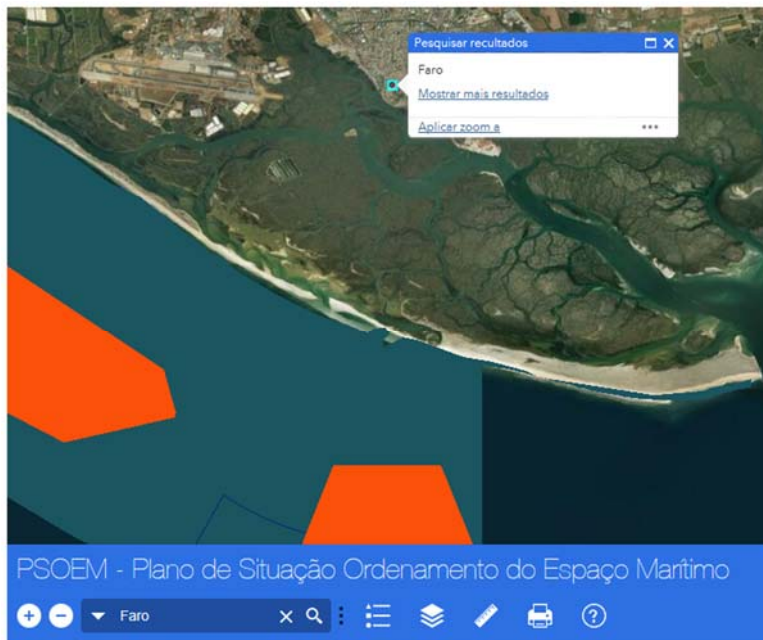 Pesquisar recultados
Faro
Mostrar mais resultados
Aplicar zoom a
PSOEM - Plano de Situação Ordenamento do Espaço Marítimo
Faro